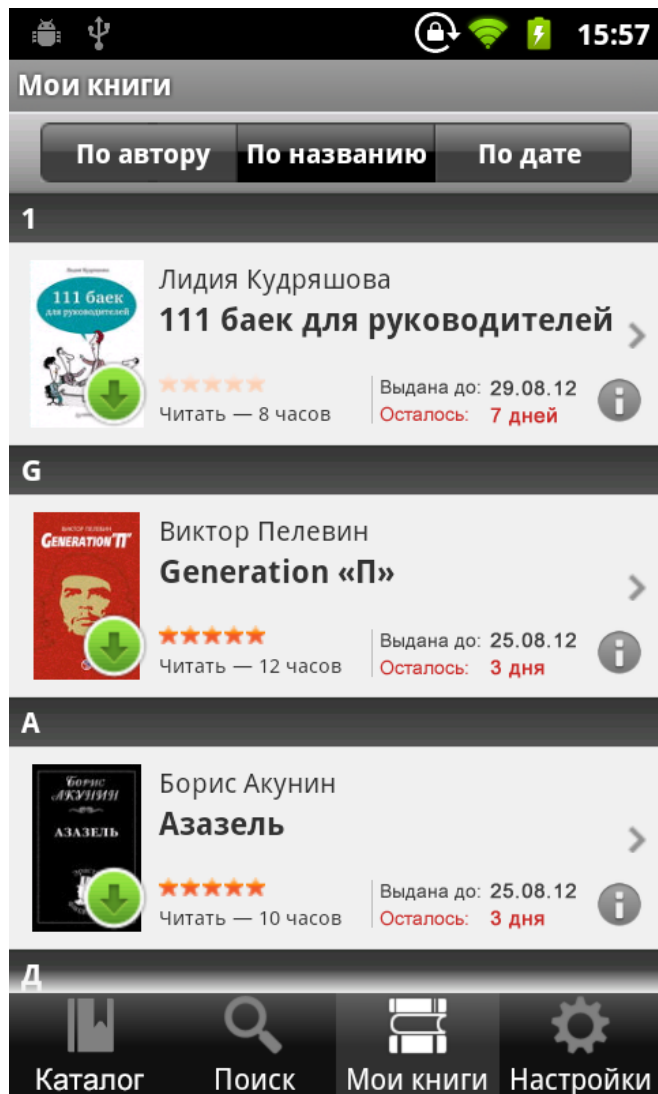 15:57
Мои книги
По автору По названию По дате
1
111 баек
для руководителей
Лидия Кудряшова
111 баек для руководителей
Читать — 8 часов
Выдана до: 29.08.12
Осталось: 7 дней
G
ВИКТОР ПЕЛЕВИН
GENERATION "П"
Виктор Пелевин
Generation «П»
Читать — 12 часов
Выдана до: 25.08.12
Осталось: 3 дня
А
Борис
АКУНИН
АЗАЗЕЛЬ
Борис Акунин
Азазель
Читать — 10 часов
Выдана до: 25.08.12
Осталось: 3 дня
Д
Каталог Поиск Мои книги Настройки